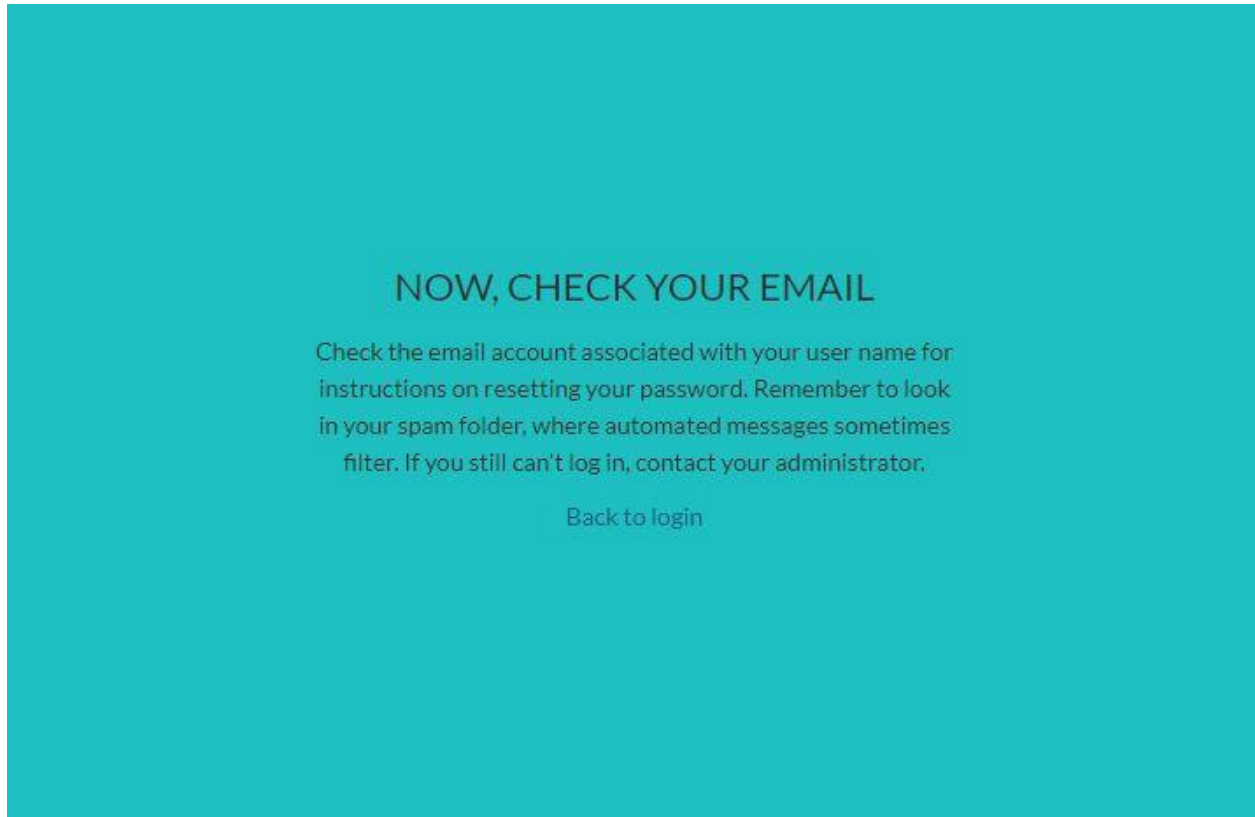 NOW, CHECK YOUR EMAIL
Check the email account associated with your user name for
instructions on resetting your password. Remember to look
in your spam folder, where automated messages sometimes
filter. If you still can't log in, contact your administrator.
Back to login